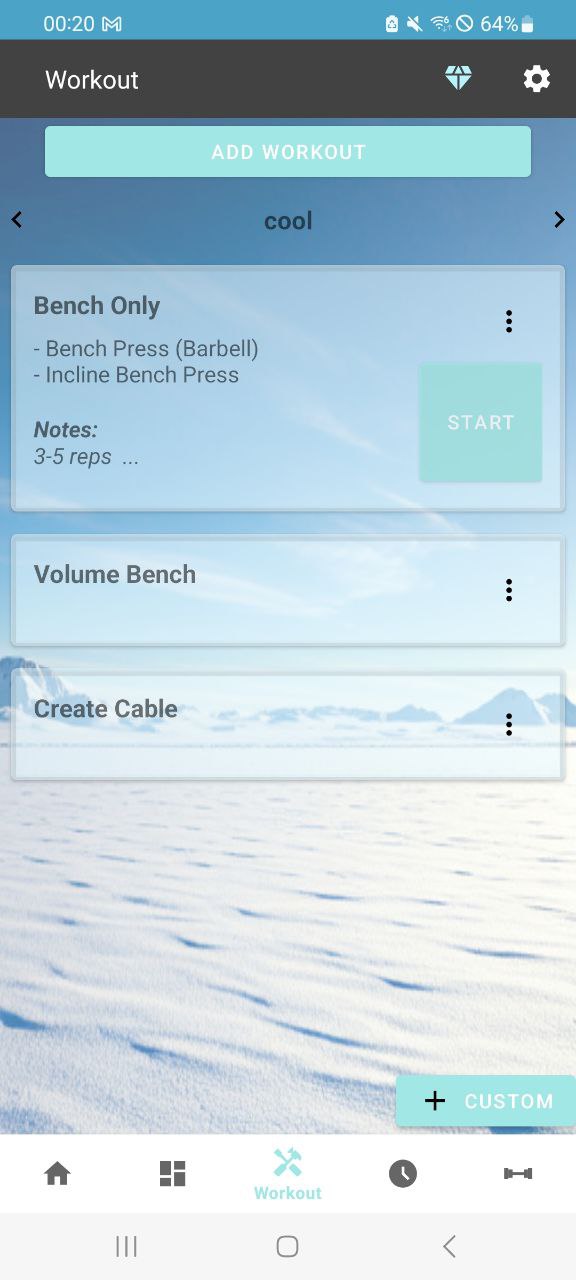 00:20
64%
Workout
ADD WORKOUT
cool
Bench Only
- Bench Press (Barbell)
- Incline Bench Press
START
Notes:
3-5 reps ...
Volume Bench
Create Cable
+ CUSTOM
Workout